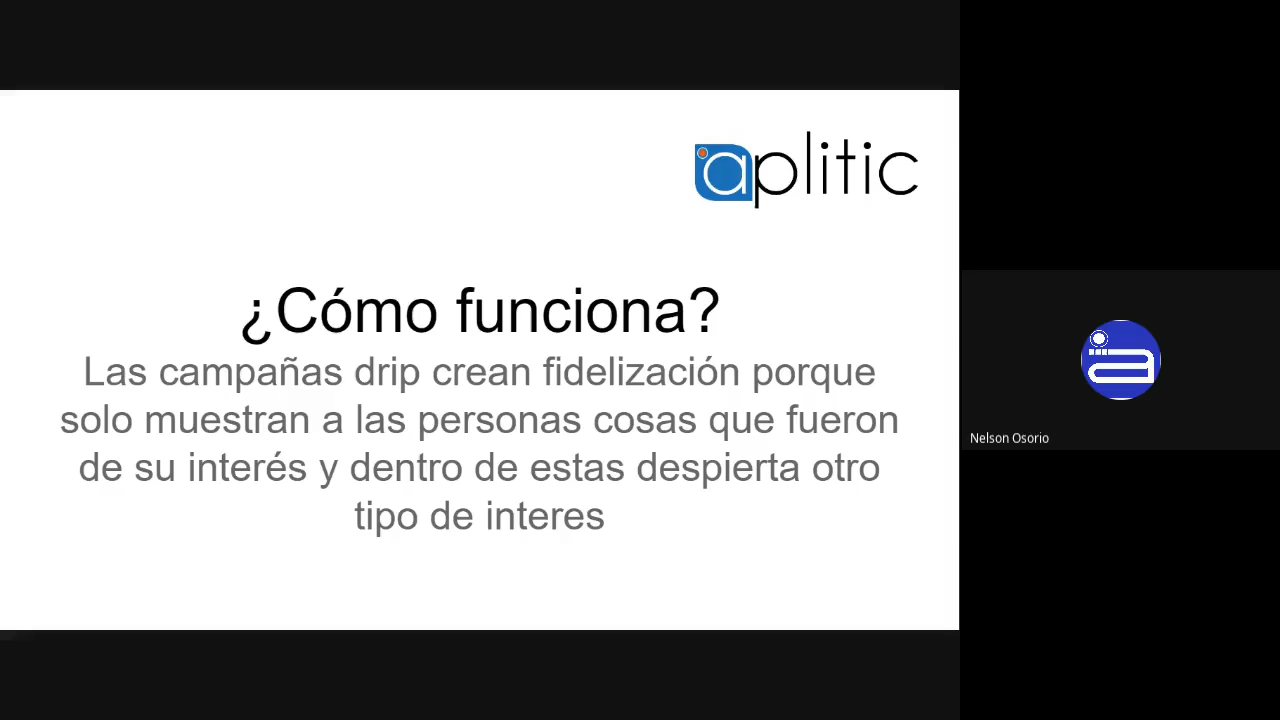 aplitic
¿Cómo funciona?
Las campañas drip crean fidelización porque
solo muestran a las personas cosas que fueron
de su interés y dentro de estas despierta otro
tipo de interes
Nelson Osorio